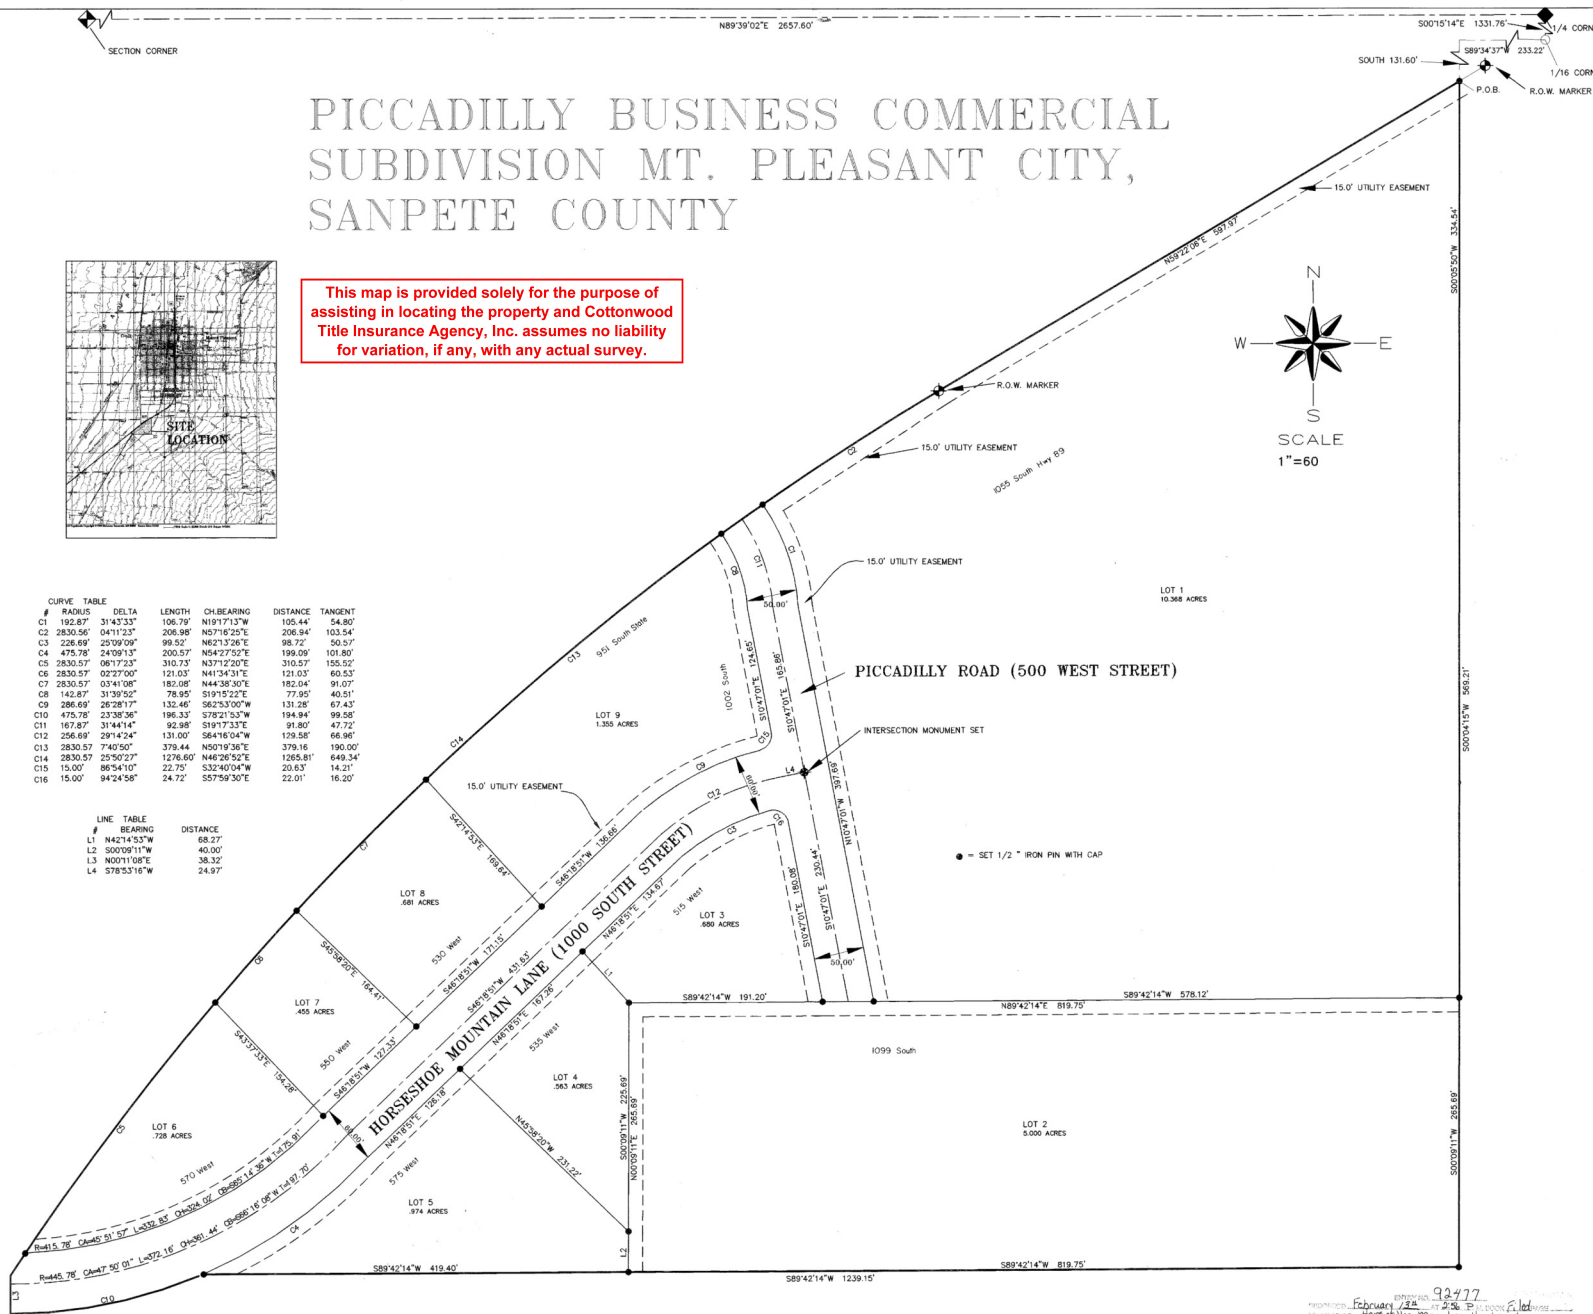 N89°39'02"E 2657.60'
S00°15'14"E 1331.76'
1/4 CORN
SECTION CORNER
S89°34'37"W 233.22'
SOUTH 131.60'
1/16 CORN
P.O.B.
R.O.W. MARKER
PICCADILLY BUSINESS COMMERCIAL
SUBDIVISION MT. PLEASANT CITY,
SANPETE COUNTY
15.0' UTILITY EASEMENT
N59°22'08"E 597.97'
S00°05'50"W 334.54'
This map is provided solely for the purpose of
assisting in locating the property and Cottonwood
Title Insurance Agency, Inc. assumes no liability
for variation, if any, with any actual survey.
SITE
LOCATION
N
W
E
S
SCALE
1"=60
R.O.W. MARKER
15.0' UTILITY EASEMENT
C2
1055 South Hwy 89
15.0' UTILITY EASEMENT
C1
C11
C8
50.00'
LOT 1
10.368 ACRES
CURVE TABLE
# RADIUS DELTA LENGTH CH.BEARING DISTANCE TANGENT
C1 192.87' 31°43'33" 106.79' N19°17'13"W 105.44' 54.80'
C2 2830.56' 04°11'23" 206.98' N57°16'25"E 206.94' 103.54'
C3 226.69' 25°09'09" 99.52' N62°13'26"E 98.72' 50.57'
C4 475.78' 24°09'13" 200.57' N54°27'52"E 199.09' 101.80'
C5 2830.57' 06°17'23" 310.73' N37°12'20"E 310.57' 155.52'
C6 2830.57' 02°27'00" 121.03' N41°34'31"E 121.03' 60.53'
C7 2830.57' 03°41'08" 182.08' N44°38'30"E 182.04' 91.07'
C8 142.87' 31°39'52" 78.95' S19°15'22"E 77.95' 40.51'
C9 286.69' 26°28'17" 132.46' S62°53'00"W 131.28' 67.43'
C10 475.78' 23°38'36" 196.33' S78°21'53"W 194.94' 99.58'
C11 167.87' 31°44'14" 92.98' S19°17'33"E 91.80' 47.72'
C12 256.69' 29°14'24" 131.00' S64°16'04"W 129.58' 66.96'
C13 2830.57 7°40'50" 379.44 N50°19'36"E 379.16 190.00'
C14 2830.57 25°50'27" 1276.60' N46°26'52"E 1265.81' 649.34'
C15 15.00' 86°54'10" 22.75' S32°40'04"W 20.63' 14.21'
C16 15.00' 94°24'58" 24.72' S57°59'30"E 22.01' 16.20'
C13
951 South State
1002 South
S10°47'01"E 124.65'
S10°47'01"E 165.86'
PICCADILLY ROAD (500 WEST STREET)
S00°04'15"W 569.21'
LOT 9
1.355 ACRES
INTERSECTION MONUMENT SET
C14
C15
C9
L4
60.00'
C12
15.0' UTILITY EASEMENT
N10°47'01"W 397.69'
LINE TABLE
# BEARING DISTANCE
L1 N42°14'53"W 68.27'
L2 S00°09'11"W 40.00'
L3 N00°11'08"E 38.32'
L4 S78°53'16"W 24.97'
C7
S42°14'53"E 169.64'
S46°18'51"W 136.66'
C3
C16
= SET 1/2 " IRON PIN WITH CAP
LOT 8
.681 ACRES
N46°18'51"E 134.67'
515 West
LOT 3
.680 ACRES
S10°47'01"E 180.08'
S10°47'01"E 230.44'
50.00'
C6
S45°58'20"E 164.41'
530 West
S46°18'51"W 171.15'
S46°18'51"W 431.63'
HORSESHOE MOUNTAIN LANE (1000 SOUTH STREET)
L1
S89°42'14"W 191.20'
S89°42'14"W 578.12'
N89°42'14"E 819.75'
LOT 7
.455 ACRES
N46°18'51"E 167.26'
535 West
1099 South
550 West
S46°18'51"W 127.33'
S43°37'33"E 154.28'
LOT 4
.563 ACRES
S00°09'11"W 225.69'
N00°09'11"E 265.69'
C5
LOT 6
.728 ACRES
60.00'
N46°18'51"E 126.18'
N45°58'20"W 231.22'
LOT 2
5.000 ACRES
S00°09'11"W 265.69'
570 West
575 West
LOT 5
.974 ACRES
R=415.78' CA=45°51'57" L=332.83' CH=324.02' CB=S65°14'36"W T=175.91'
R=445.78' CA=47°50'01" L=372.16' CH=361.44' CB=S66°16'08"W T=197.70'
C4
L2
S89°42'14"W 419.40'
S89°42'14"W 819.75'
S89°42'14"W 1239.15'
L3
C10
ENTRY NO. 92477
February 13th AT 2:56 P Filed